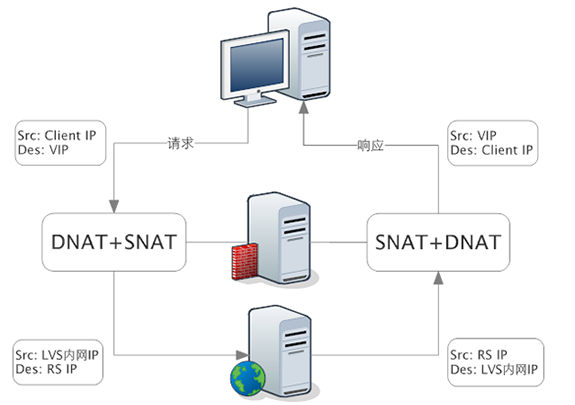 Src: Client IP
Des: VIP
请求
响应
Src: VIP
Des: Client IP
DNAT+SNAT
SNAT+DNAT
Src: LVS内网IP
Des: RS IP
Src: RS IP
Des: LVS内网IP